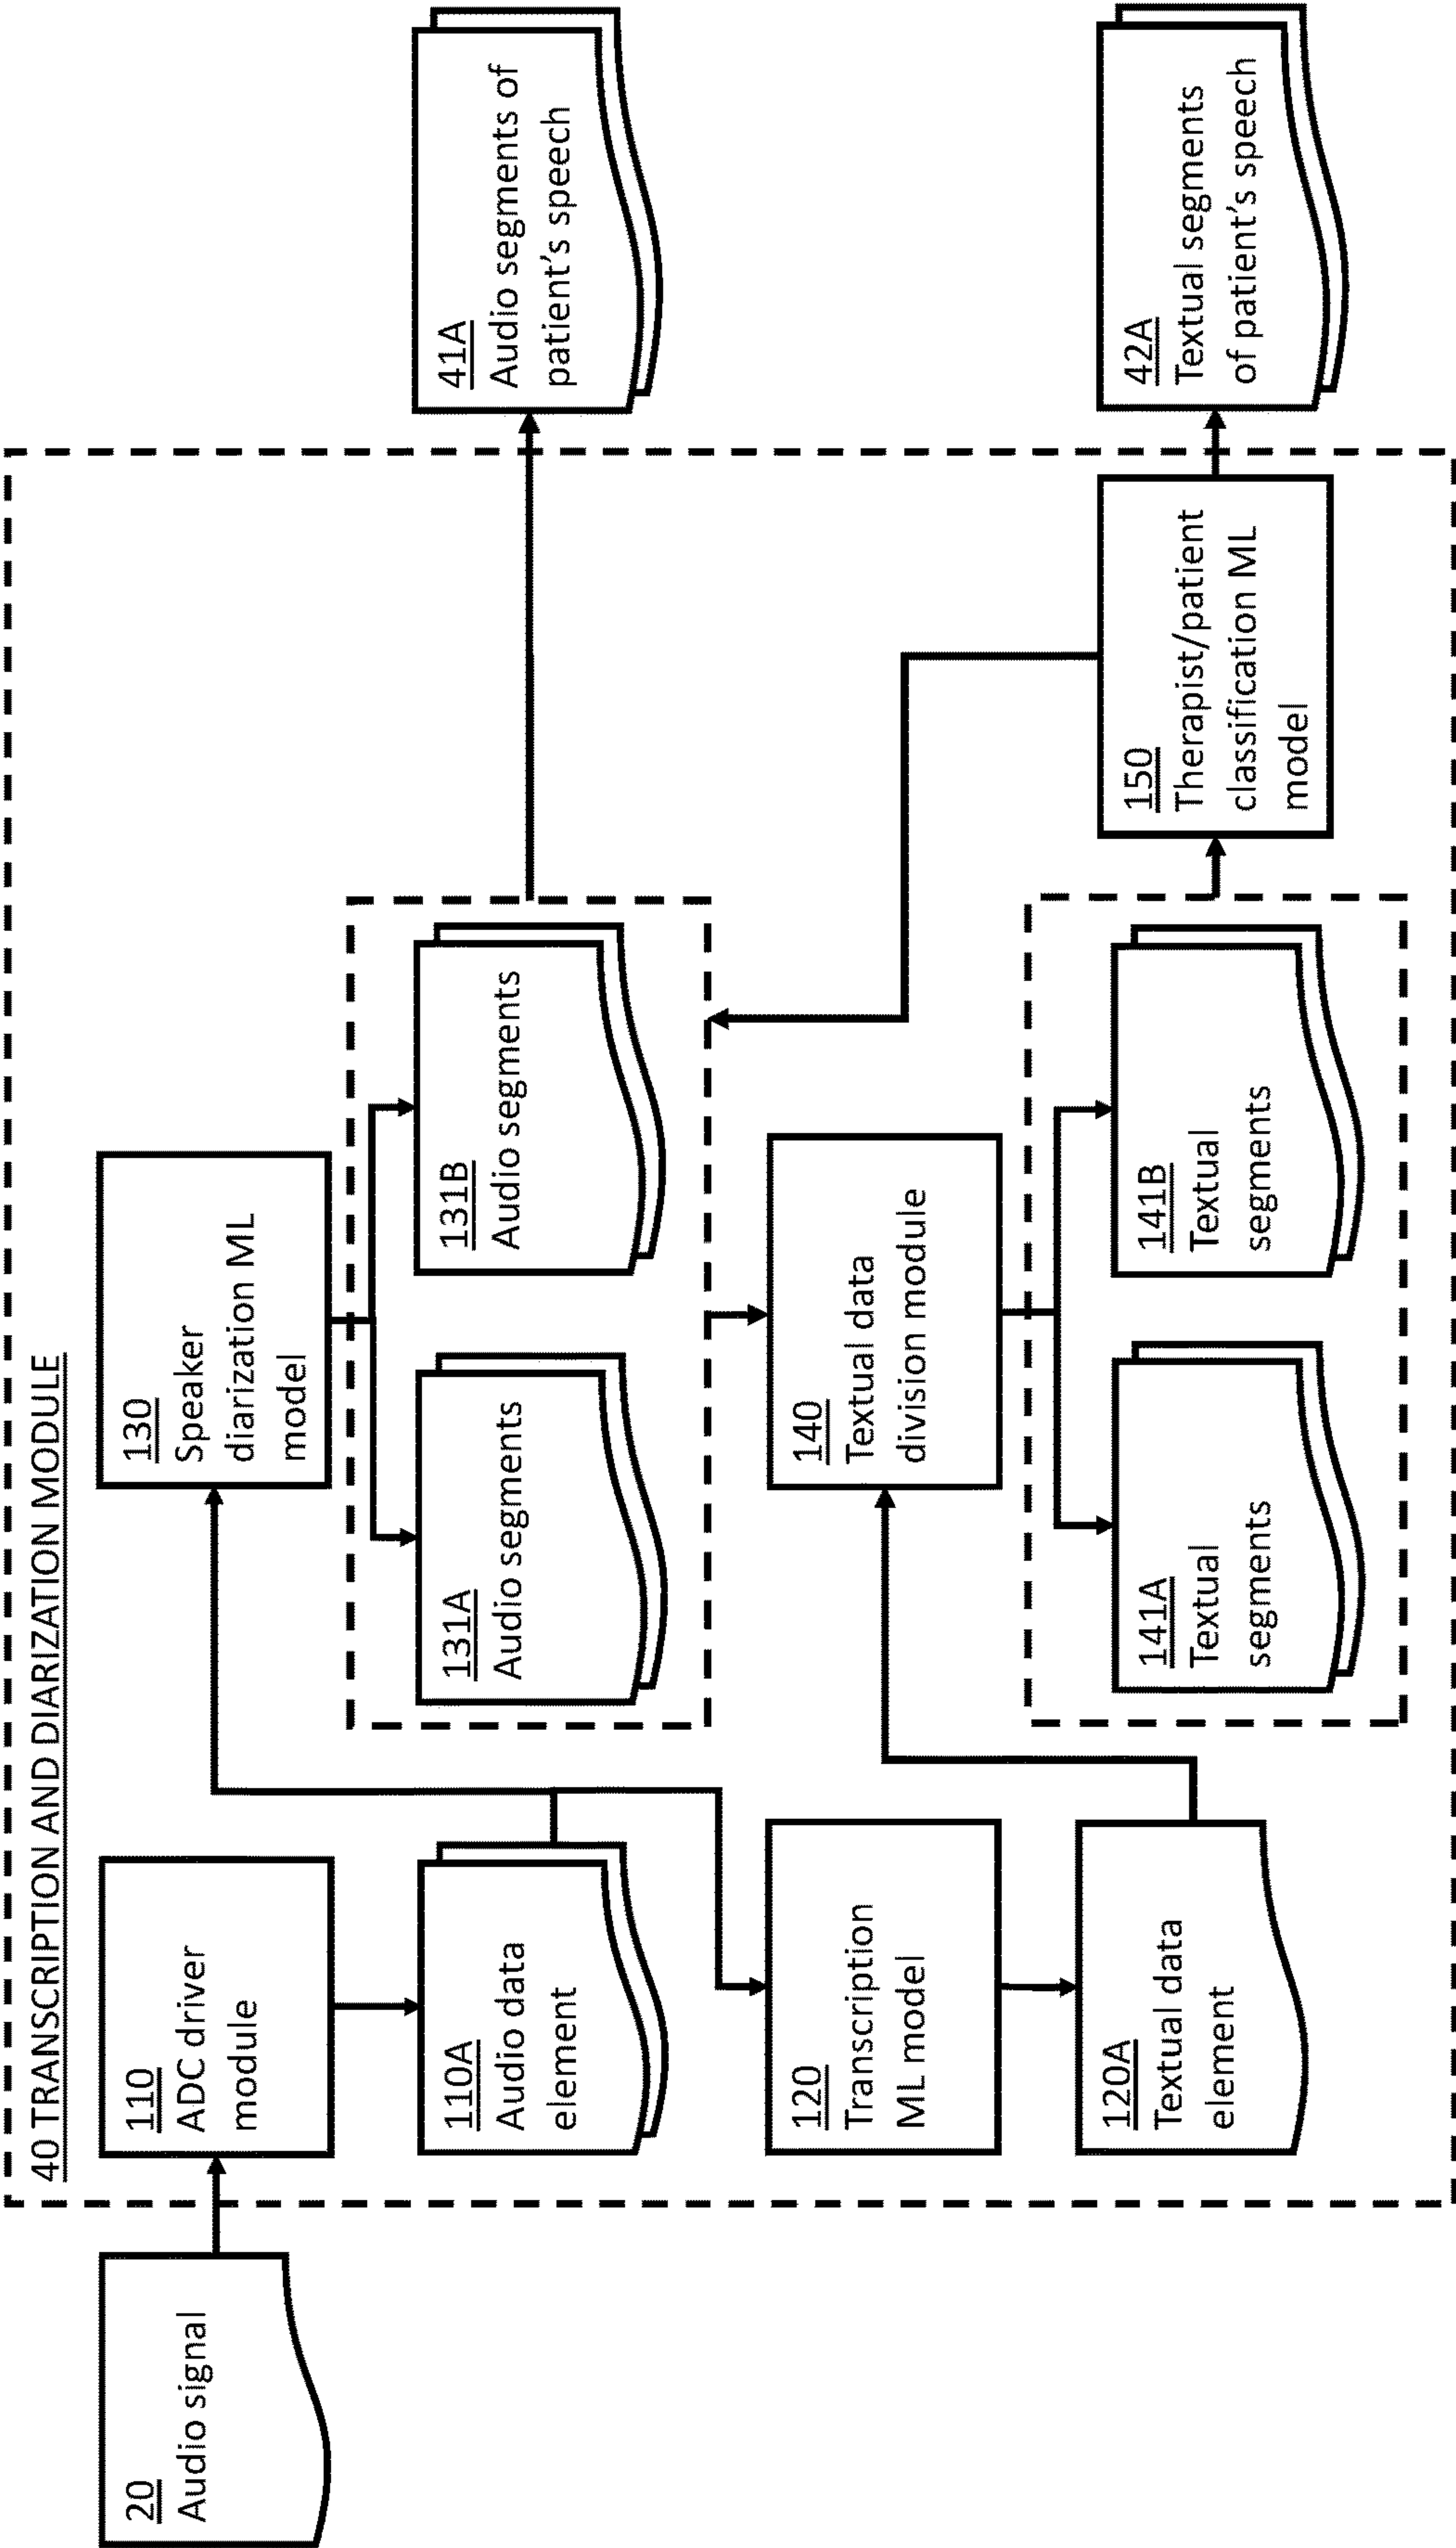 40 TRANSCRIPTION AND DIARIZATION MODULE
20
Audio signal
110
ADC driver
module
110A
Audio data
element
120
Transcription
ML model
120A
Textual data
element
130
Speaker
diarization ML
model
131A
Audio segments
131B
Audio segments
140
Textual data
division module
141A
Textual
segments
141B
Textual
segments
150
Therapist/patient
classification ML
model
41A
Audio segments of
patient's speech
42A
Textual segments
of patient's speech